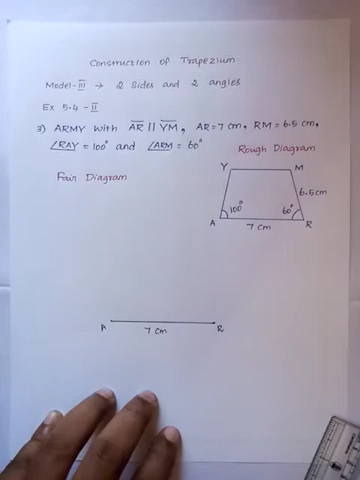 Construction of Trapezium
Model-III → 2 Sides and 2 angles
Ex 5.4 - II
3) ARMY with AR || YM, AR = 7 cm, RM = 6.5 cm,
∠RAY = 100° and ∠ARM = 60°
Rough Diagram
Fair Diagram
Y M
6.5cm
100° 60°
A R
7 cm
A R
7 cm